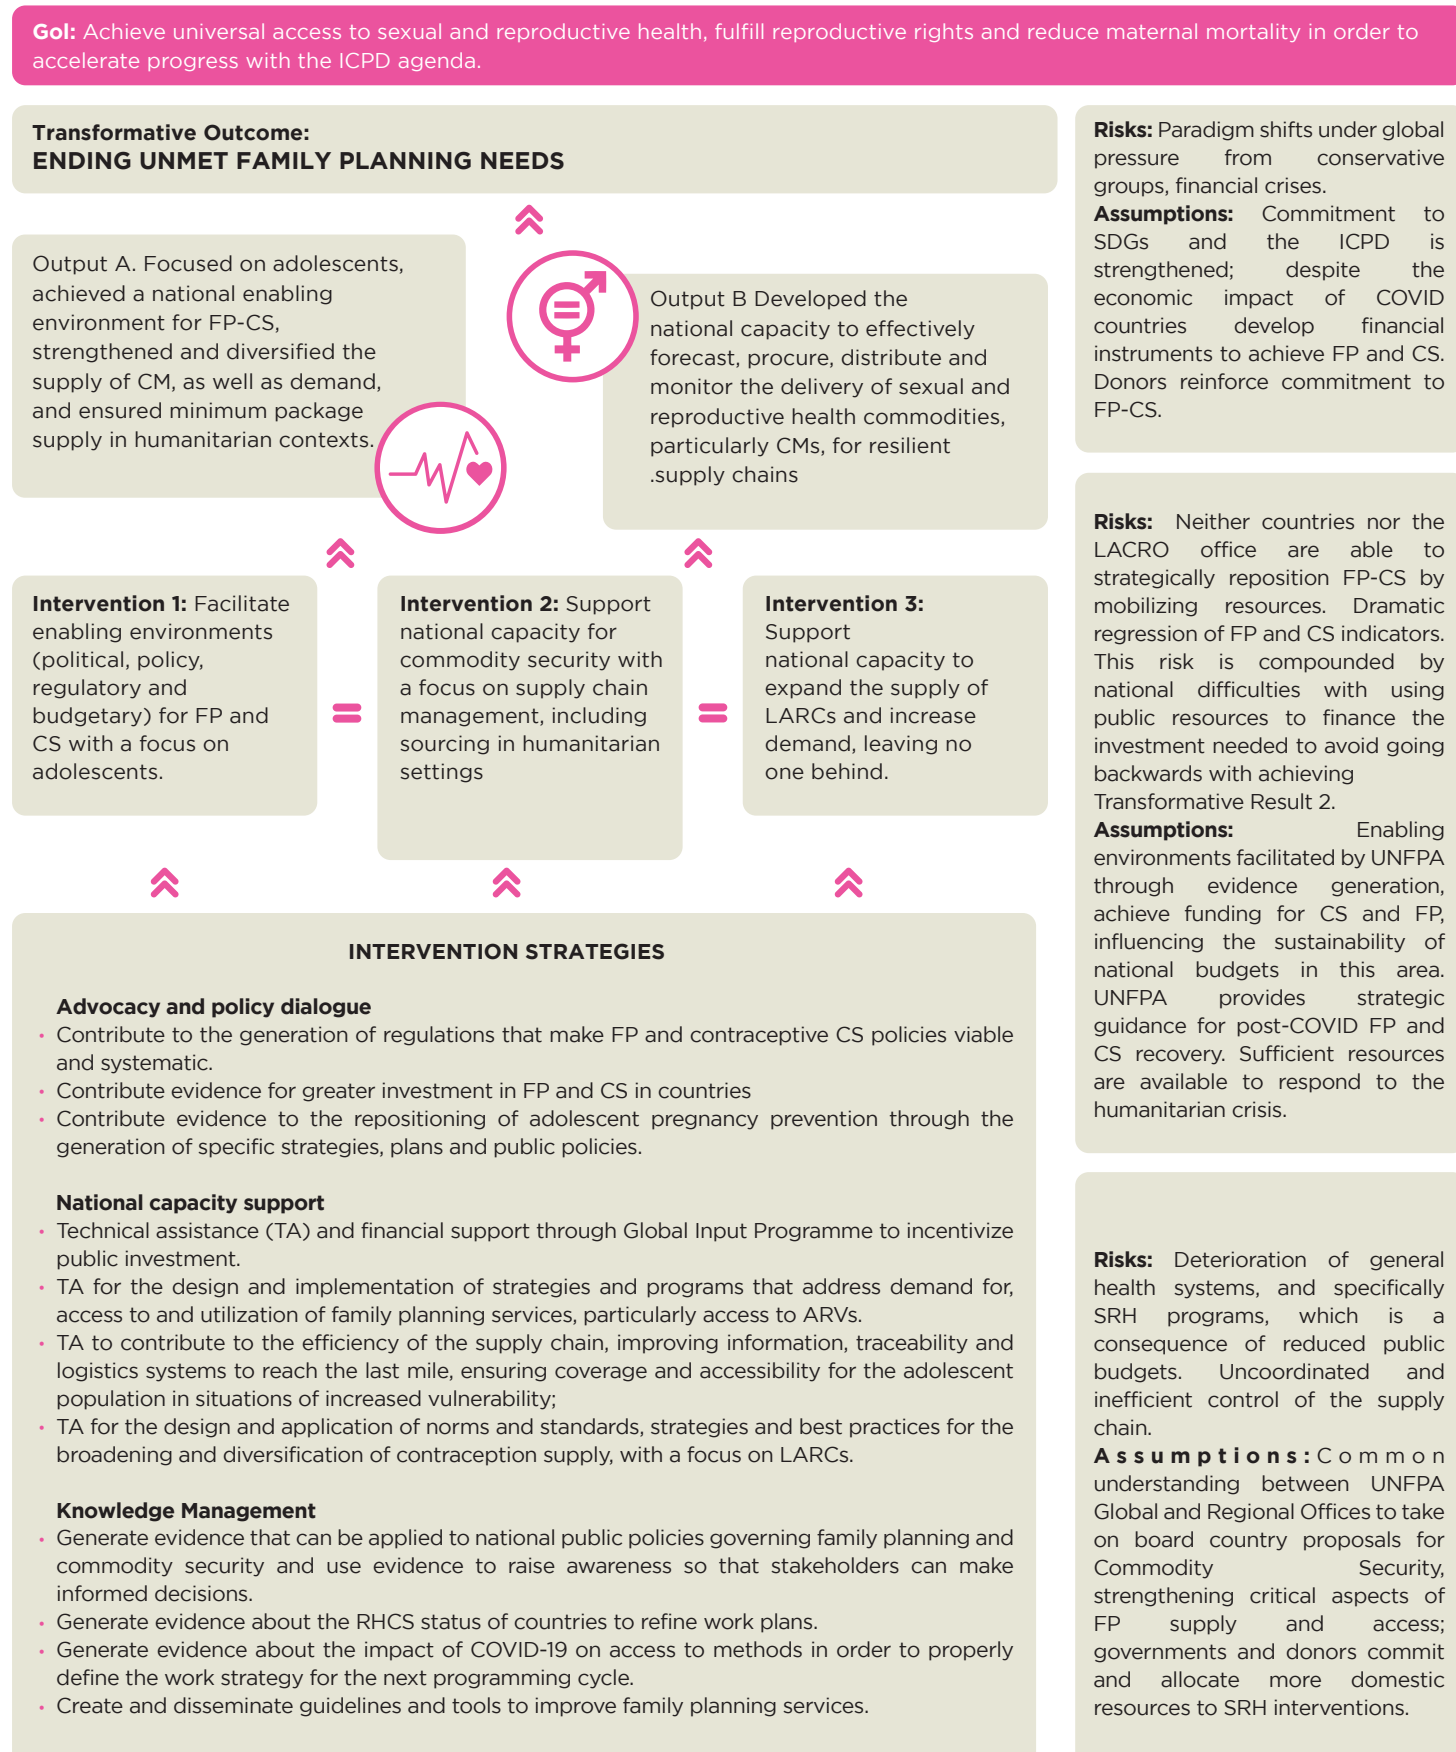 GoI: Achieve universal access to sexual and reproductive health, fulfill reproductive rights and reduce maternal mortality in order to
accelerate progress with the ICPD agenda.
Transformative Outcome:
ENDING UNMET FAMILY PLANNING NEEDS
Output A. Focused on adolescents,
achieved a national enabling
environment for FP-CS,
strengthened and diversified the
supply of CM, as well as demand,
and ensured minimum package
supply in humanitarian contexts.
Output B Developed the
national capacity to effectively
forecast, procure, distribute and
monitor the delivery of sexual and
reproductive health commodities,
particularly CMs, for resilient
.supply chains
Intervention 1: Facilitate
enabling environments
(political, policy,
regulatory and
budgetary) for FP and
CS with a focus on
adolescents.
Intervention 2: Support
national capacity for
commodity security with
a focus on supply chain
management, including
sourcing in humanitarian
settings
Intervention 3:
Support
national capacity to
expand the supply of
LARCs and increase
demand, leaving no
one behind.
INTERVENTION STRATEGIES
Advocacy and policy dialogue
• Contribute to the generation of regulations that make FP and contraceptive CS policies viable
and systematic.
• Contribute evidence for greater investment in FP and CS in countries
• Contribute evidence to the repositioning of adolescent pregnancy prevention through the
generation of specific strategies, plans and public policies.
National capacity support
• Technical assistance (TA) and financial support through Global Input Programme to incentivize
public investment.
• TA for the design and implementation of strategies and programs that address demand for,
access to and utilization of family planning services, particularly access to ARVs.
• TA to contribute to the efficiency of the supply chain, improving information, traceability and
logistics systems to reach the last mile, ensuring coverage and accessibility for the adolescent
population in situations of increased vulnerability;
• TA for the design and application of norms and standards, strategies and best practices for the
broadening and diversification of contraception supply, with a focus on LARCs.
Knowledge Management
• Generate evidence that can be applied to national public policies governing family planning and
commodity security and use evidence to raise awareness so that stakeholders can make
informed decisions.
• Generate evidence about the RHCS status of countries to refine work plans.
• Generate evidence about the impact of COVID-19 on access to methods in order to properly
define the work strategy for the next programming cycle.
• Create and disseminate guidelines and tools to improve family planning services.
Risks: Paradigm shifts under global
pressure from conservative
groups, financial crises.
Assumptions: Commitment to
SDGs and the ICPD is
strengthened; despite the
economic impact of COVID
countries develop financial
instruments to achieve FP and CS.
Donors reinforce commitment to
FP-CS.
Risks: Neither countries nor the
LACRO office are able to
strategically reposition FP-CS by
mobilizing resources. Dramatic
regression of FP and CS indicators.
This risk is compounded by
national difficulties with using
public resources to finance the
investment needed to avoid going
backwards with achieving
Transformative Result 2.
Assumptions: Enabling
environments facilitated by UNFPA
through evidence generation,
achieve funding for CS and FP,
influencing the sustainability of
national budgets in this area.
UNFPA provides strategic
guidance for post-COVID FP and
CS recovery. Sufficient resources
are available to respond to the
humanitarian crisis.
Risks: Deterioration of general
health systems, and specifically
SRH programs, which is a
consequence of reduced public
budgets. Uncoordinated and
inefficient control of the supply
chain.
Assumptions: Common
understanding between UNFPA
Global and Regional Offices to take
on board country proposals for
Commodity Security,
strengthening critical aspects of
FP supply and access;
governments and donors commit
and allocate more domestic
resources to SRH interventions.